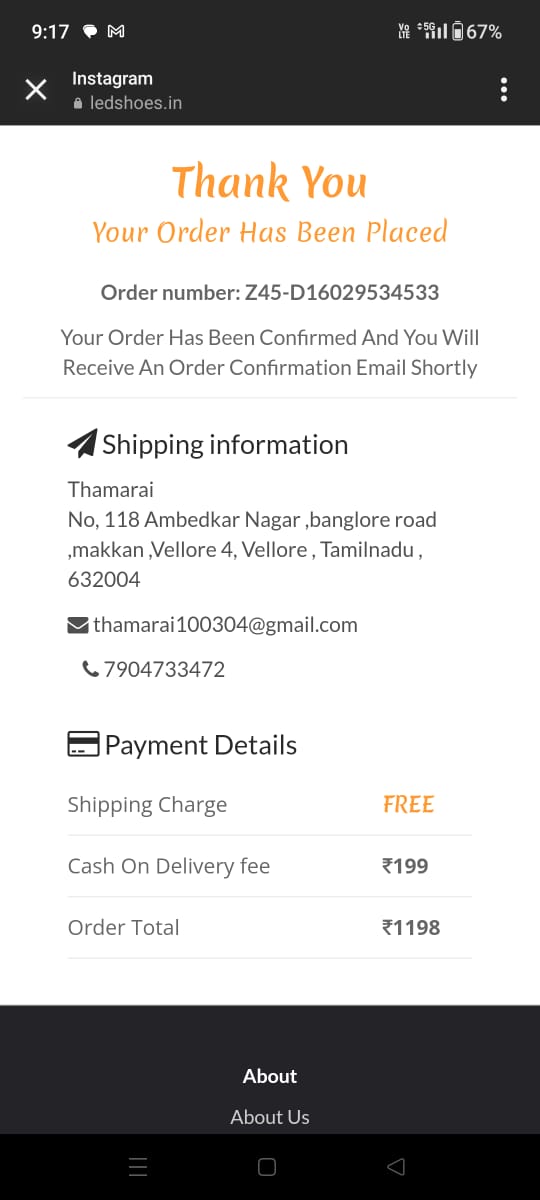 9:17 Vo LTE 5G 67%
Instagram
ledshoes.in
Thank You
Your Order Has Been Placed
Order number: Z45-D16029534533
Your Order Has Been Confirmed And You Will
Receive An Order Confirmation Email Shortly
Shipping information
Thamarai
No, 118 Ambedkar Nagar ,banglore road
,makkan ,Vellore 4, Vellore , Tamilnadu ,
632004
thamarai100304@gmail.com
7904733472
Payment Details
Shipping Charge FREE
Cash On Delivery fee ₹199
Order Total ₹1198
About
About Us